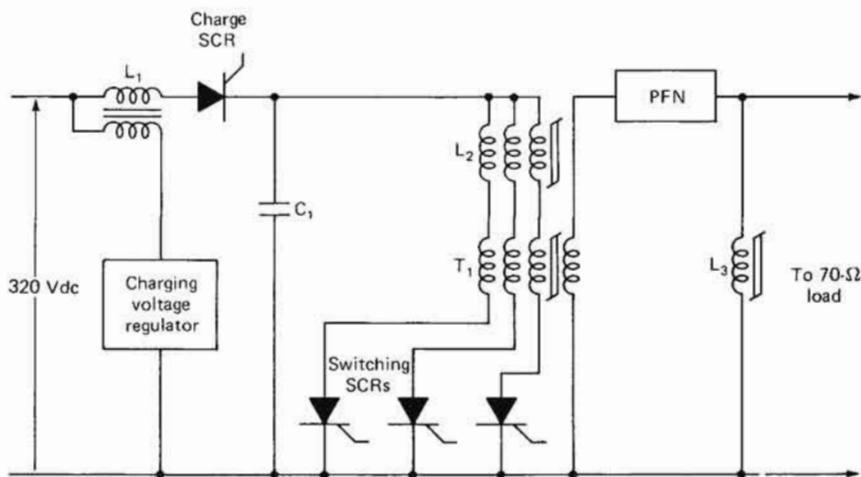 Charge
SCR
L₁
PFN
L₂
C₁
T₁
L₃
320 Vdc
Charging
voltage
regulator
To 70-Ω
load
Switching
SCRs